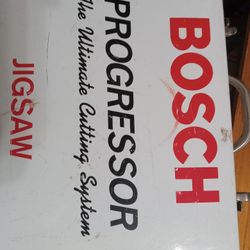 BOSCH
PROGRESSOR
The Ultimate Cutting System
JIGSAW